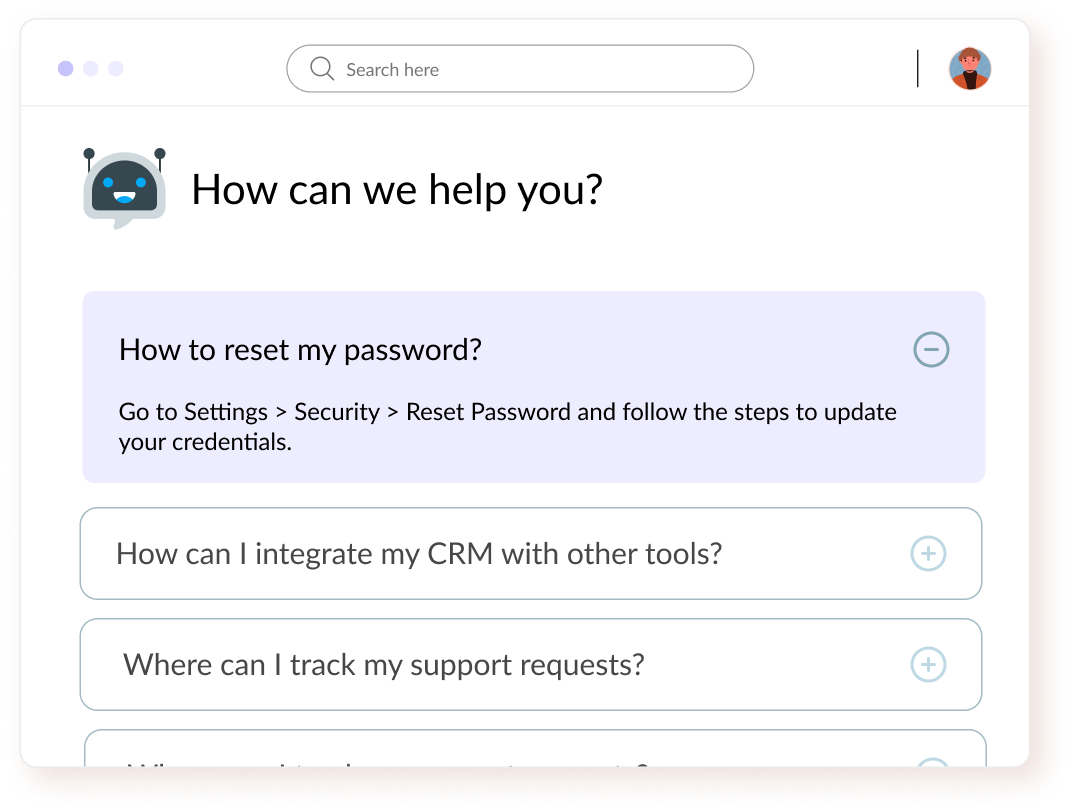 Search here
How can we help you?
How to reset my password?
Go to Settings > Security > Reset Password and follow the steps to update
your credentials.
How can I integrate my CRM with other tools?
Where can I track my support requests?